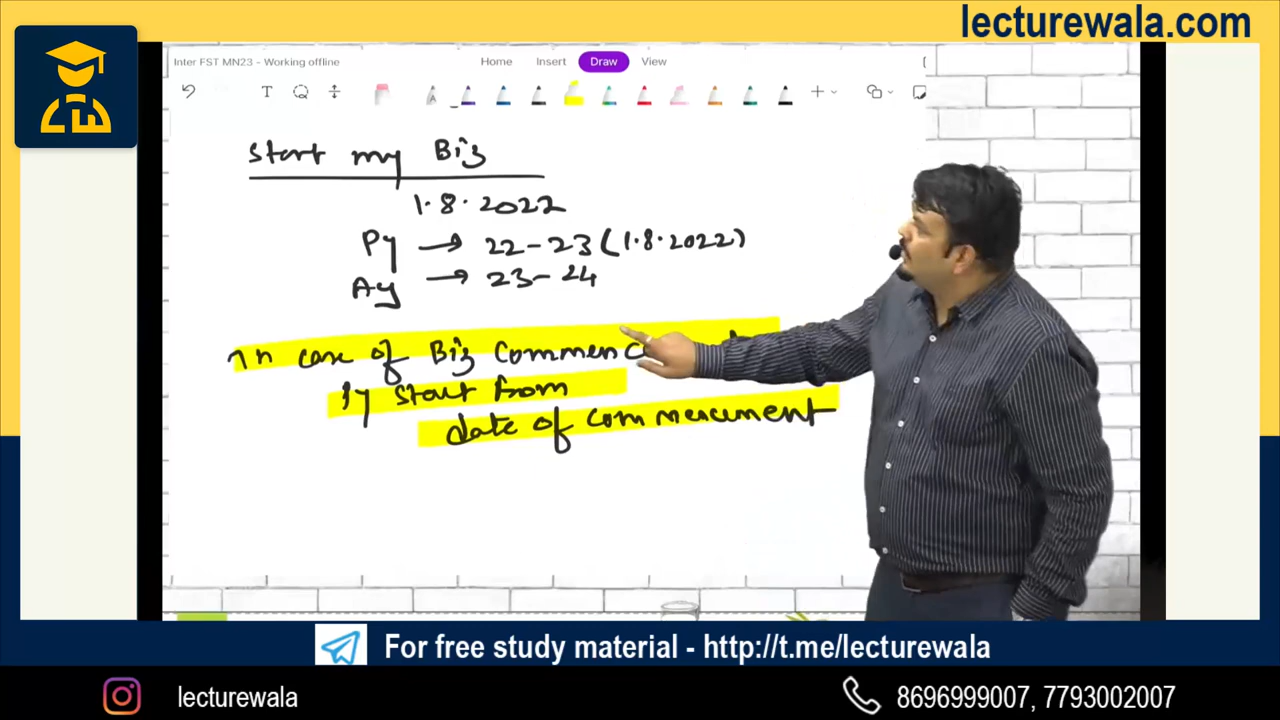 lecturewala.com
Inter FST MN23 - Working offline
Home Insert Draw View
Start my Biz
1.8.2022
Py → 22-23 (1.8.2022)
Ay → 23-24
In case of Biz Commen
Py start from
date of commencement
For free study material - http://t.me/lecturewala
lecturewala
8696999007, 7793002007